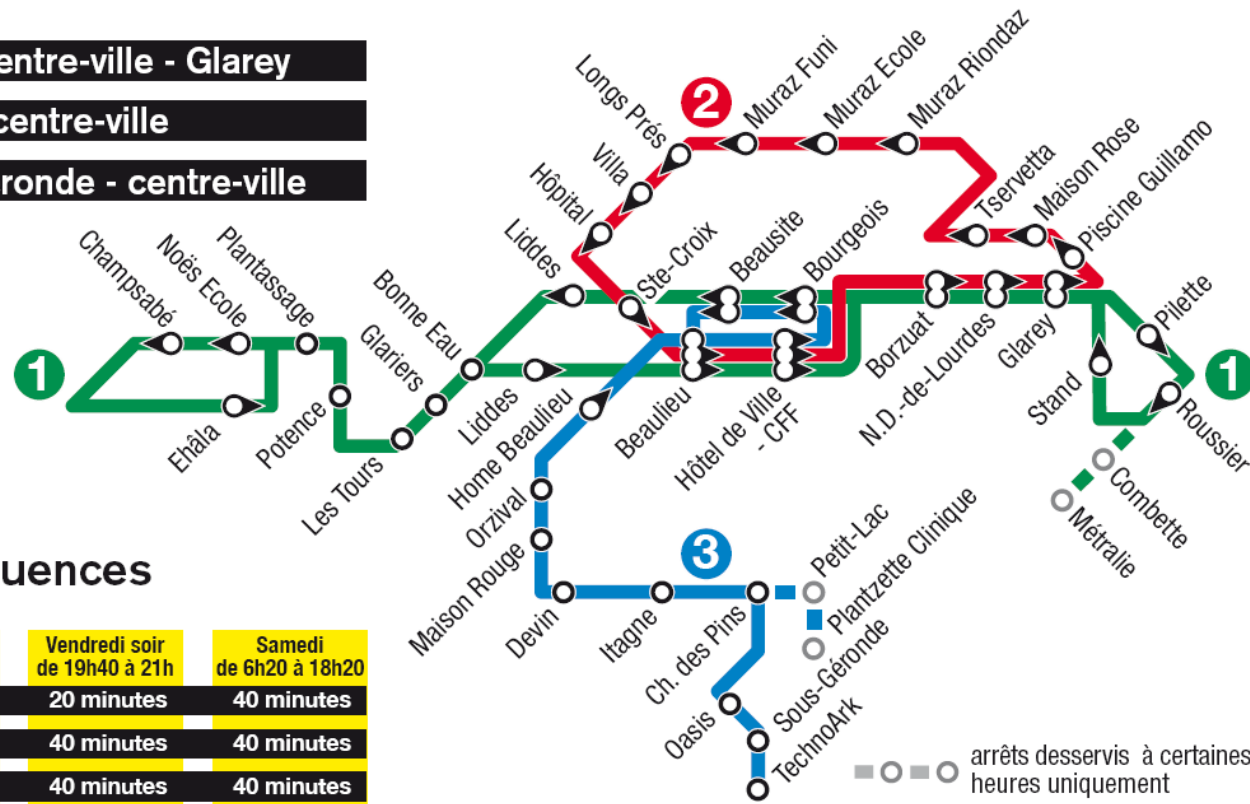 entre-ville - Glarey
centre-ville
ronde - centre-ville
2
Longs Prés
Muraz Funi
Muraz Ecole
Muraz Riondaz
Villa
Hôpital
Tservetta
Maison Rose
Piscine Guillamo
Liddes
Ste-Croix
Beausite
Bourgeois
Champsabé
Noës Ecole
Plantassage
Bonne Eau
Glariers
1
Ehâla
Potence
Les Tours
Liddes
Home Beaulieu
Beaulieu
Hôtel de Ville
- CFF
Borzuat
N.D.-de-Lourdes
Glarey
Pilette
1
Stand
Roussier
Combette
Métralie
Orzival
Maison Rouge
3
Devin
Itagne
Ch. des Pins
Petit-Lac
Plantzette Clinique
Oasis
Sous-Géronde
TechnoArk
uences
Vendredi soir
de 19h40 à 21h
Samedi
de 6h20 à 18h20
20 minutes
40 minutes
40 minutes
40 minutes
40 minutes
40 minutes
arrêts desservis à certaines
heures uniquement